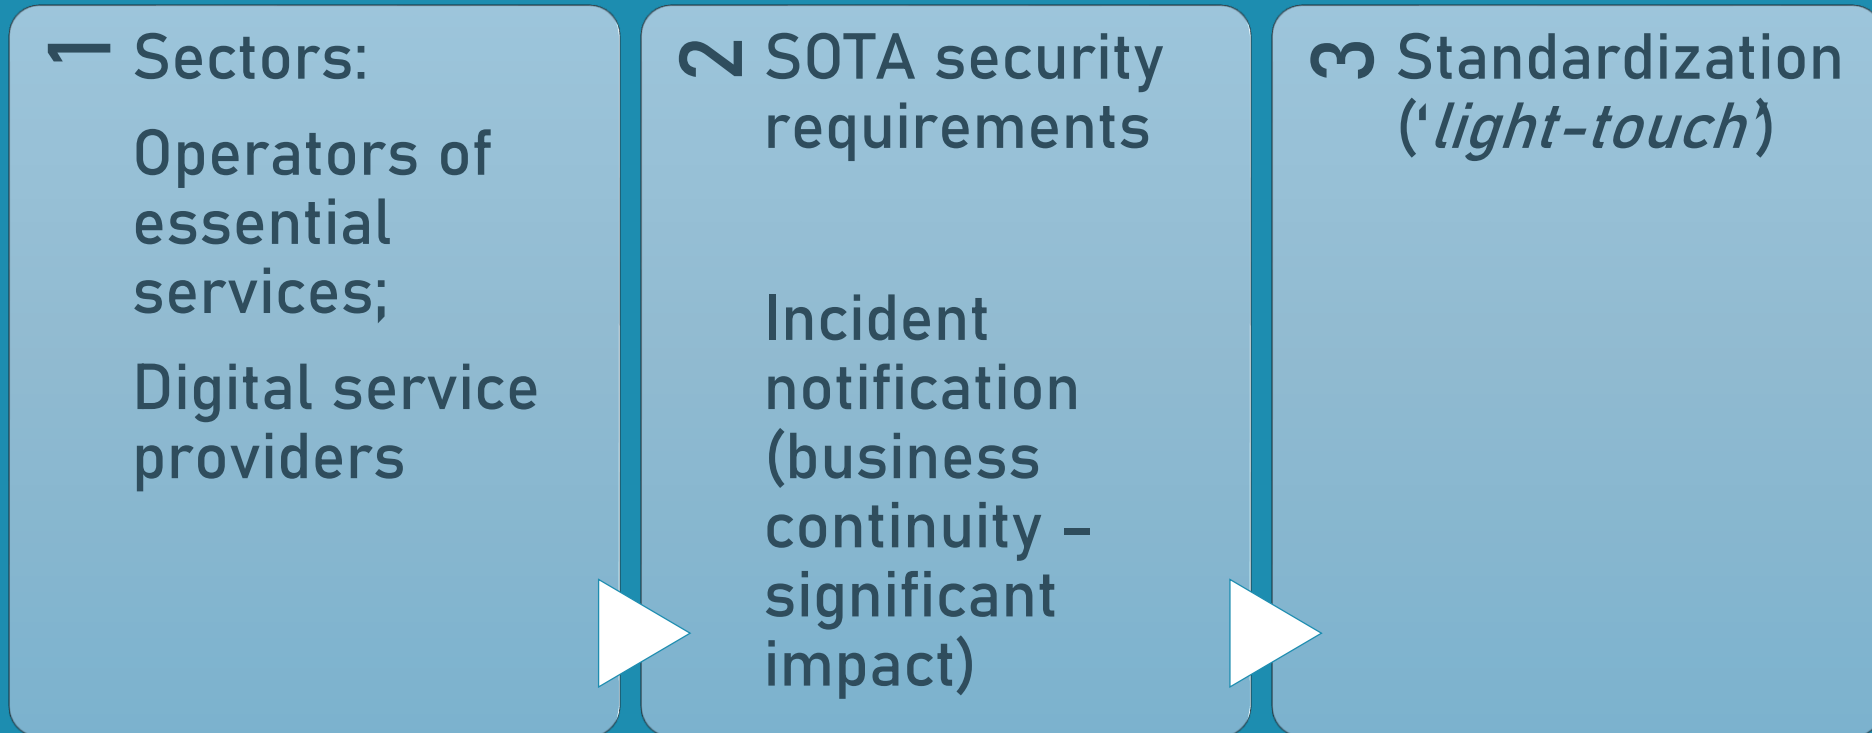 1
Sectors:
Operators of
essential
services;
Digital service
providers
2
SOTA security
requirements
Incident
notification
(business
continuity –
significant
impact)
3
Standardization
(‘light-touch’)